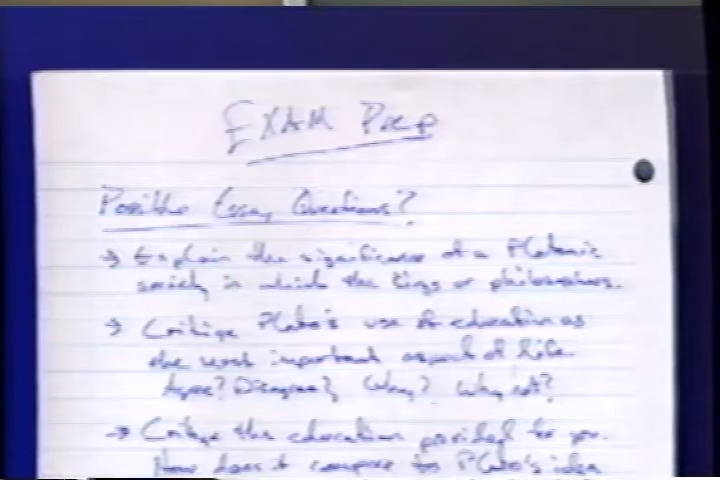 EXAM Prep
Possible Essay Questions?
→ Explain the significance of a Platonic
society in which the kings or philosophers.
→ Critique Plato's use of education as
the most important aspect of life
Agree? Disagree? Why? Why not?
→ Critique the education provided for you.
How does it compare to Plato's idea